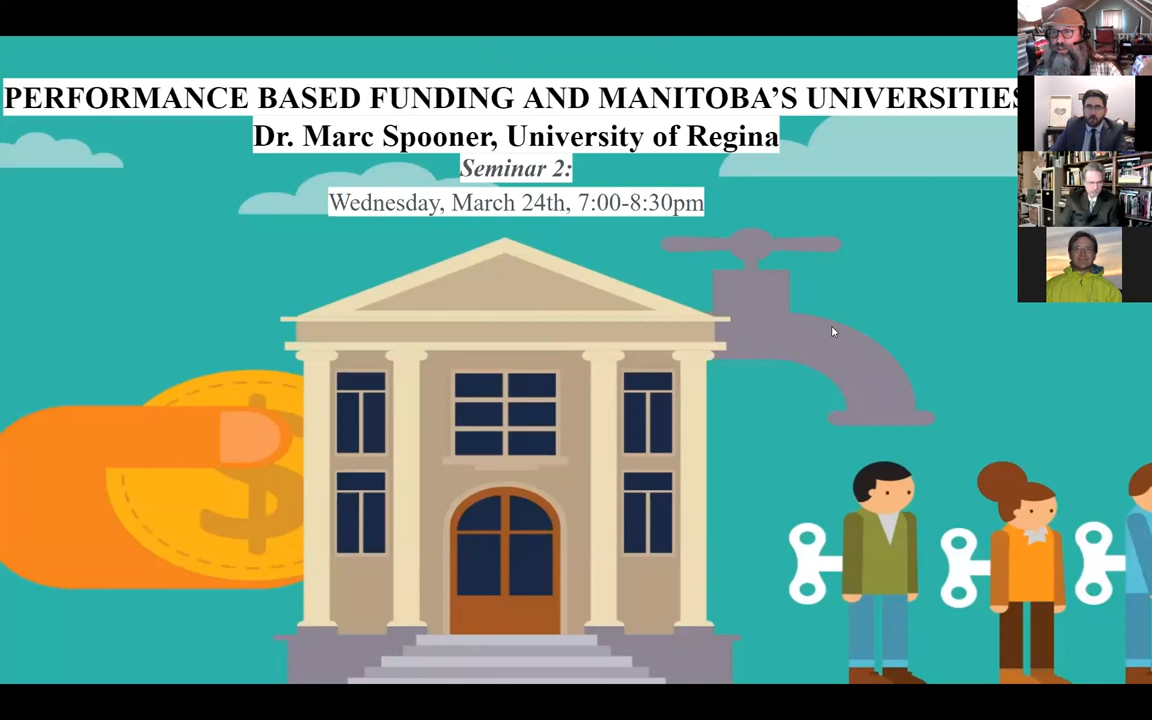 PERFORMANCE BASED FUNDING AND MANITOBA'S UNIVERSITIES
Dr. Marc Spooner, University of Regina
Seminar 2:
Wednesday, March 24th, 7:00-8:30pm
$